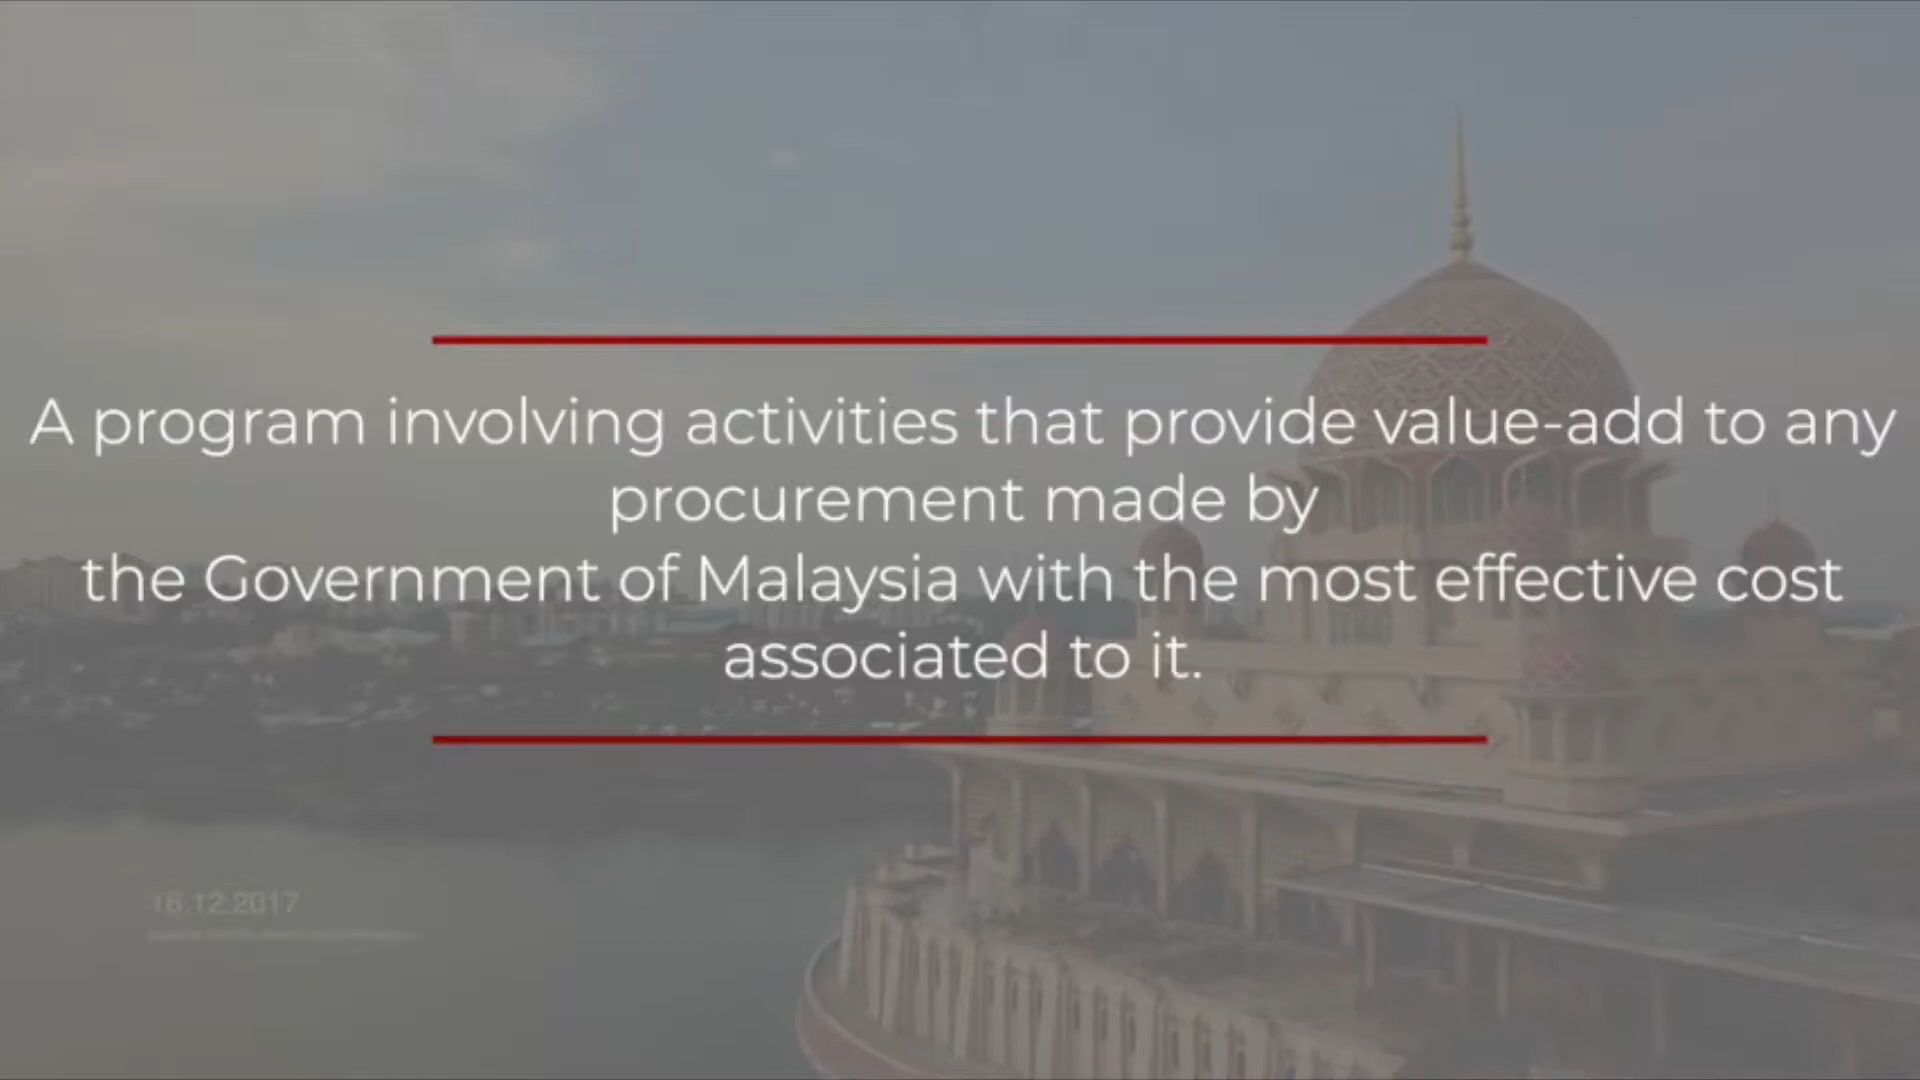 A program involving activities that provide value-add to any
procurement made by
the Government of Malaysia with the most effective cost
associated to it.
16.12.2017